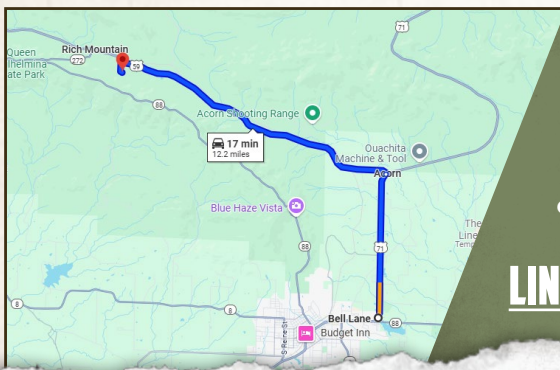 71
Rich Mountain
Queen
lhelmina
ate Park
272
59
88
Acorn Shooting Range
17 min
12.2 miles
Ouachita
Machine & Tool
Acorn
Blue Haze Vista
The
Line
Temp
88
71
8
8
Bell Lane
88
S Reine St
Budget Inn
LIN